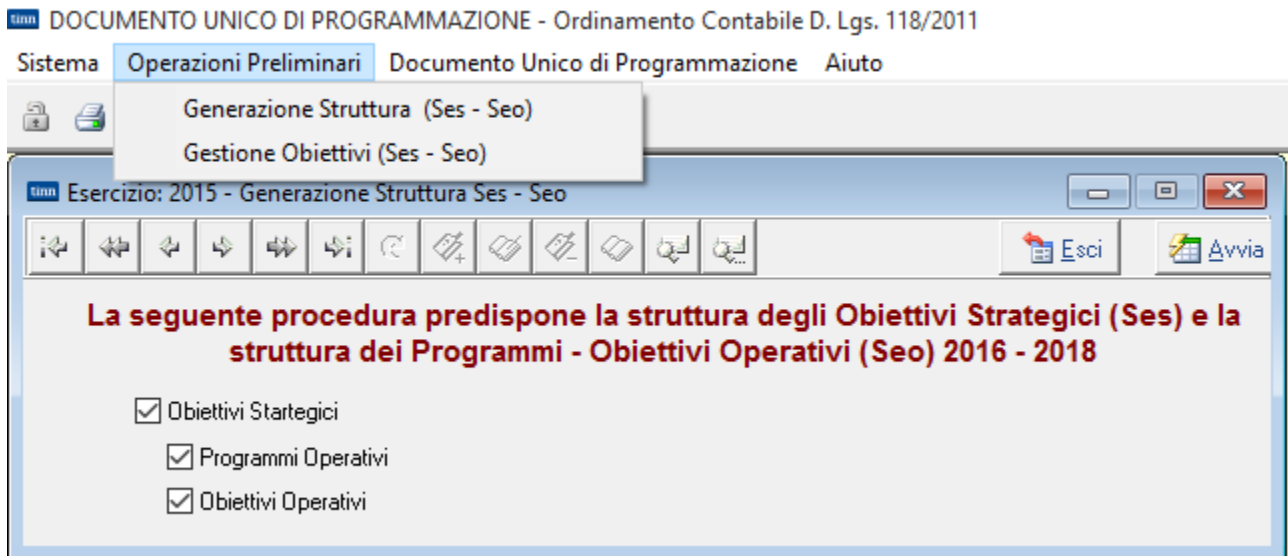 tinn DOCUMENTO UNICO DI PROGRAMMAZIONE - Ordinamento Contabile D. Lgs. 118/2011
Sistema Operazioni Preliminari Documento Unico di Programmazione Aiuto
Generazione Struttura (Ses - Seo)
Gestione Obiettivi (Ses - Seo)
tinn Esercizio: 2015 - Generazione Struttura Ses - Seo
Esci Avvia
La seguente procedura predispone la struttura degli Obiettivi Strategici (Ses) e la
struttura dei Programmi - Obiettivi Operativi (Seo) 2016 - 2018
Obiettivi Startegici
Programmi Operativi
Obiettivi Operativi